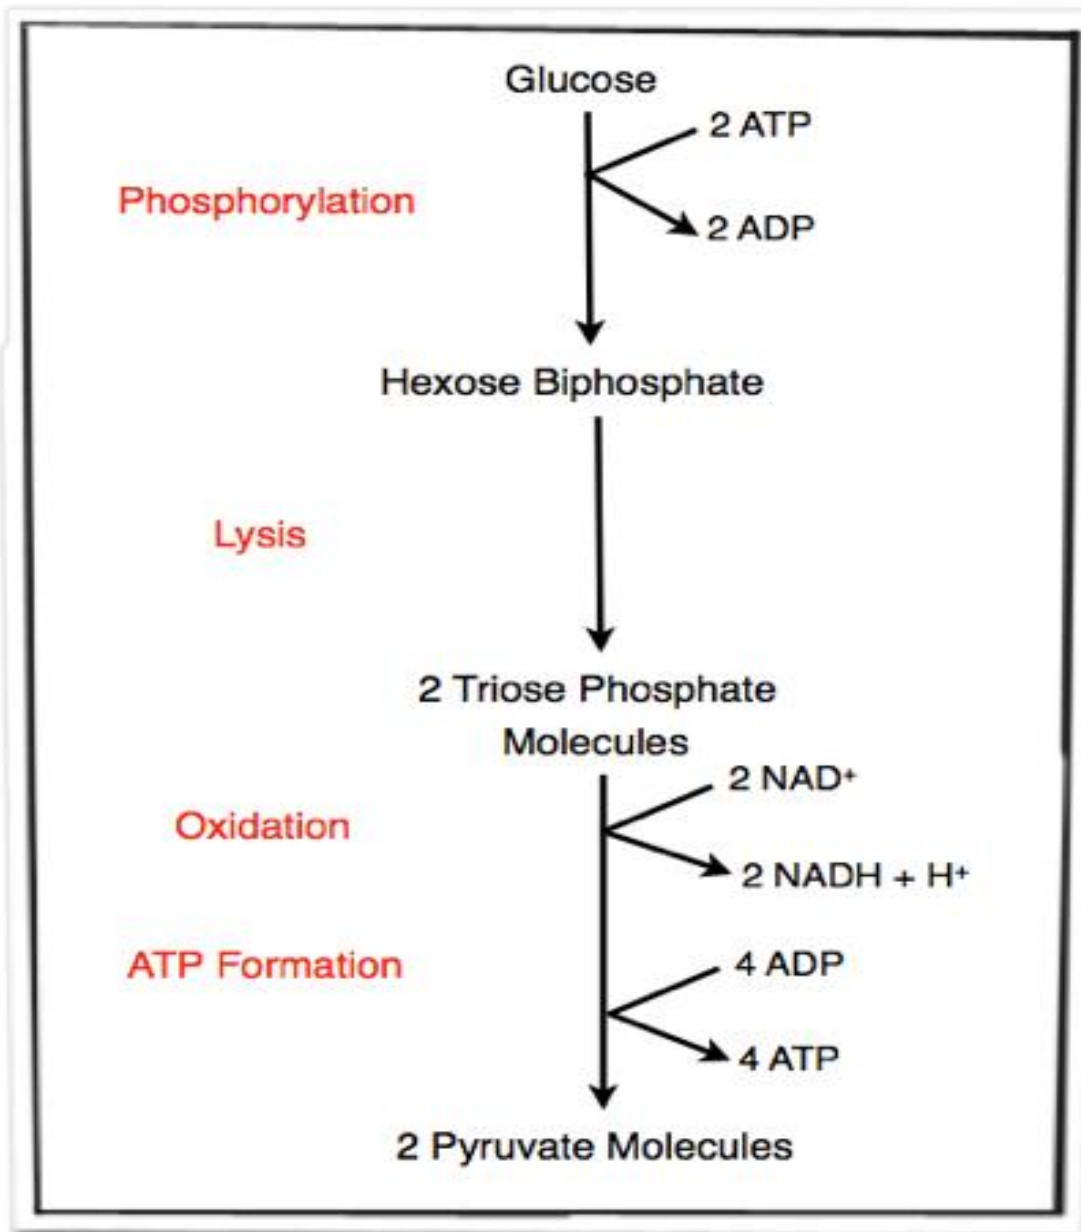 Glucose
2 ATP
Phosphorylation
2 ADP
Hexose Biphosphate
Lysis
2 Triose Phosphate
Molecules
2 NAD⁺
Oxidation
2 NADH + H⁺
ATP Formation
4 ADP
4 ATP
2 Pyruvate Molecules